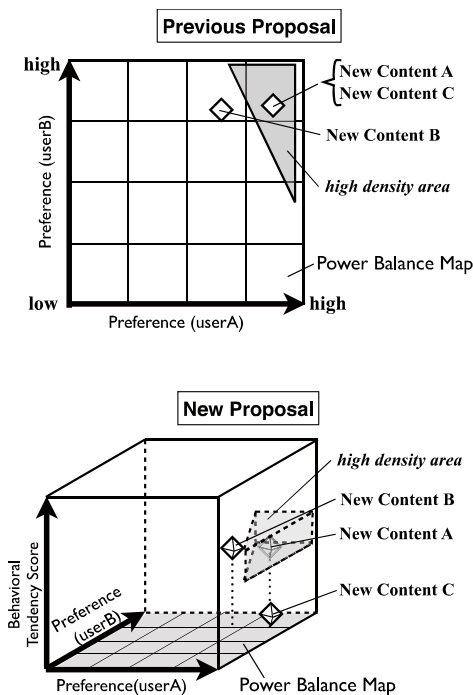 Previous Proposal
high
New Content A
New Content C
New Content B
high density area
Power Balance Map
Preference (userB)
low
high
Preference (userA)
New Proposal
high density area
New Content B
New Content A
New Content C
Behavioral
Tendency Score
Preference
(userB)
Preference(userA)
Power Balance Map